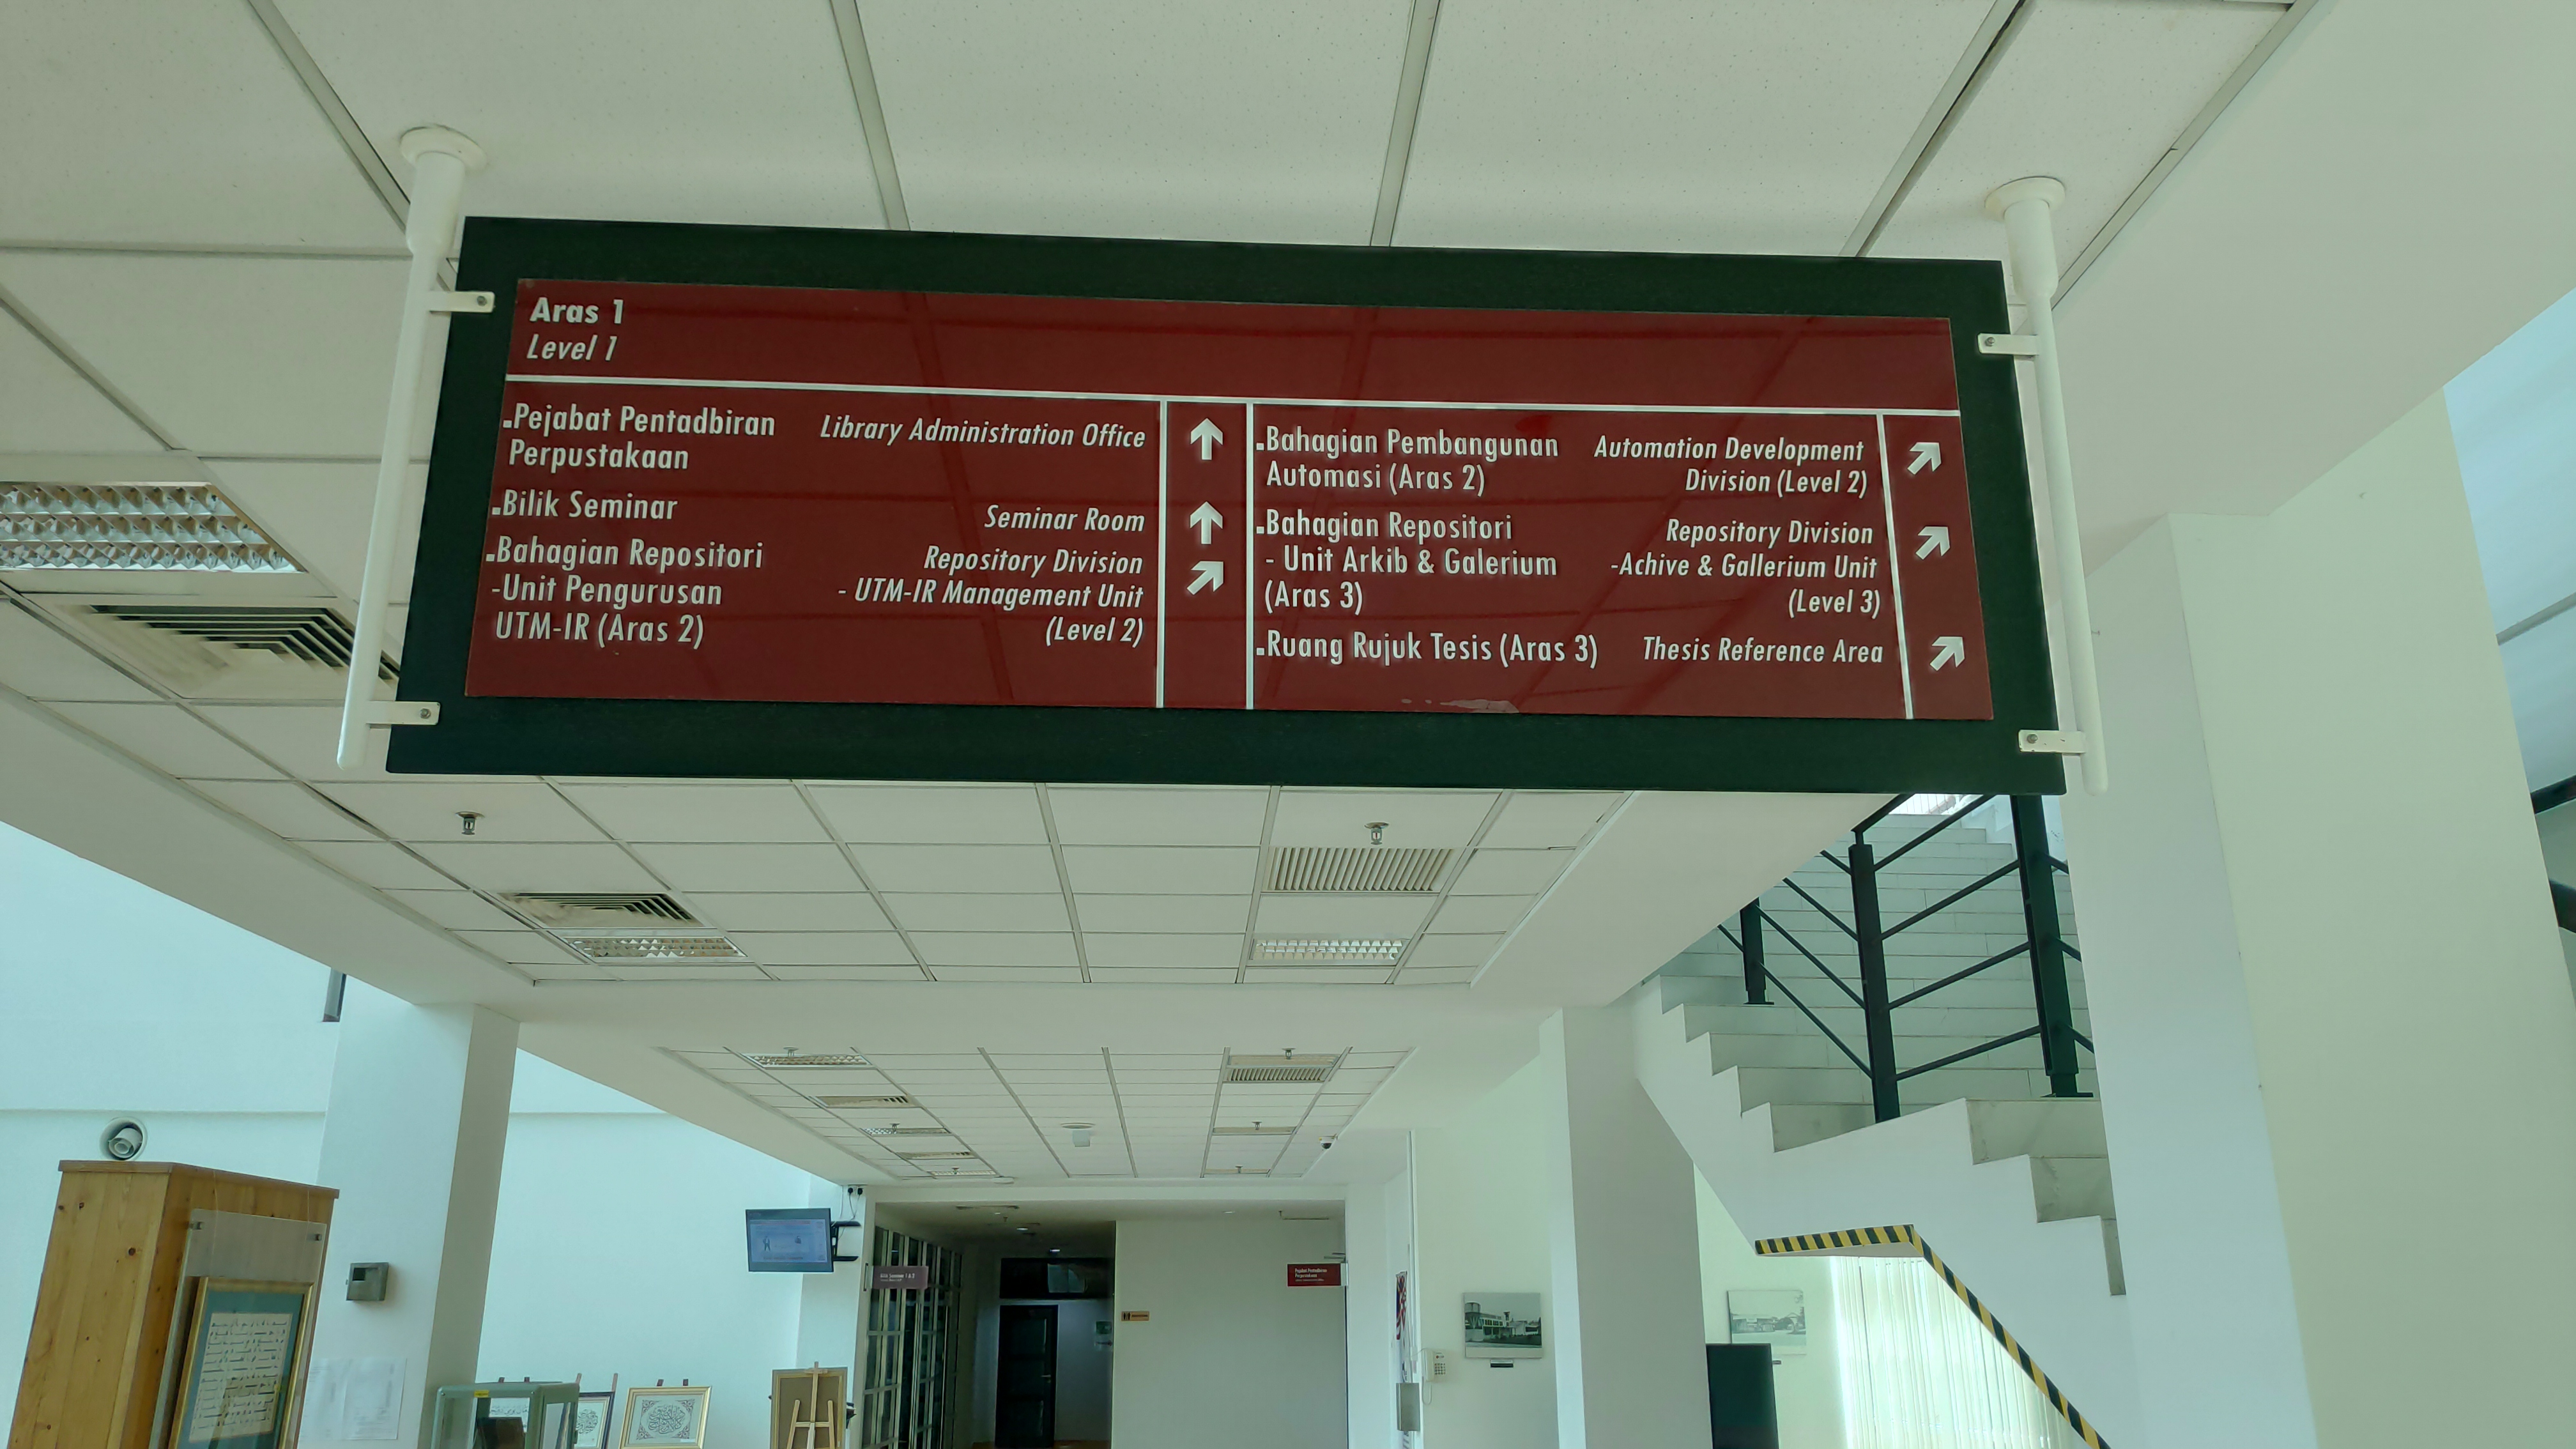 Aras 1
Level 1
Pejabat Pentadbiran
Perpustakaan
Library Administration Office
Bilik Seminar
Seminar Room
Bahagian Repositori
-Unit Pengurusan
UTM-IR (Aras 2)
Repository Division
- UTM-IR Management Unit
(Level 2)
Bahagian Pembangunan
Automasi (Aras 2)
Automation Development
Division (Level 2)
Bahagian Repositori
- Unit Arkib & Galerium
(Aras 3)
Repository Division
-Achive & Gallerium Unit
(Level 3)
Ruang Rujuk Tesis (Aras 3)
Thesis Reference Area
Pejabat Pentadbiran
Perpustakaan